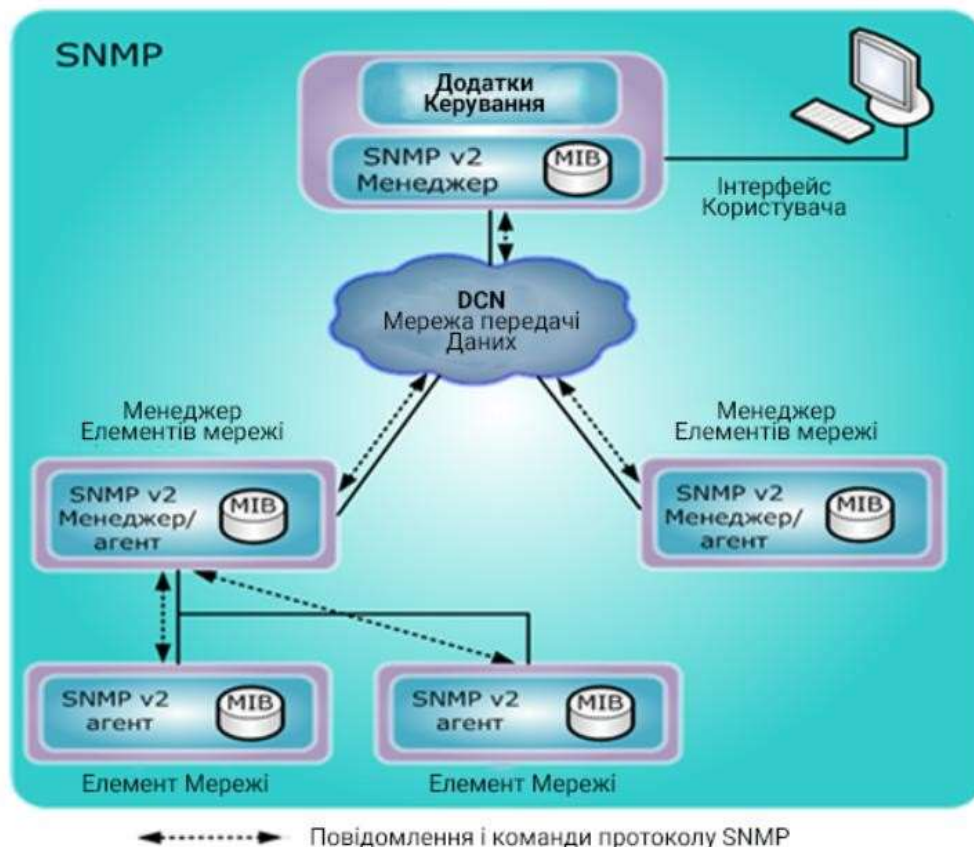 SNMP
Додатки
Керування
SNMP v2
Менеджер
MIB
Інтерфейс
Користувача
DCN
Мережа передачі
Даних
Менеджер
Елементів мережі
SNMP v2
Менеджер/
агент
MIB
Менеджер
Елементів мережі
SNMP v2
Менеджер/
агент
MIB
SNMP v2
агент
MIB
Елемент Мережі
SNMP v2
агент
MIB
Елемент Мережі
Повідомлення і команди протоколу SNMP